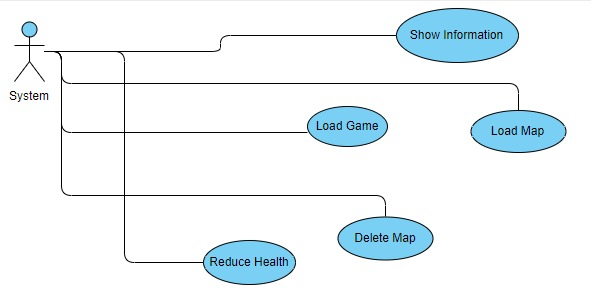 Show Information
System
Load Game
Load Map
Delete Map
Reduce Health